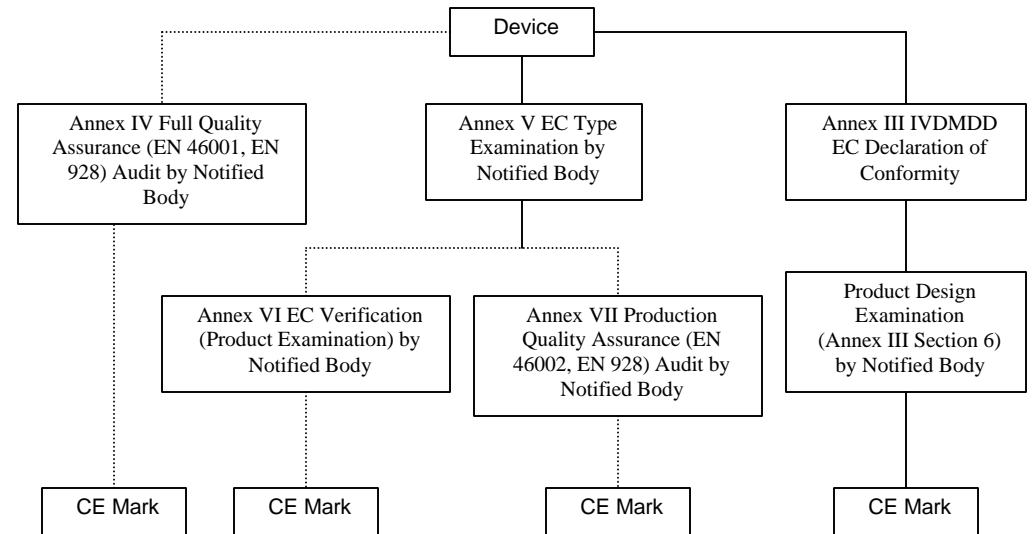 Device
Annex IV Full Quality
Assurance (EN 46001, EN
928) Audit by Notified
Body
Annex V EC Type
Examination by
Notified Body
Annex III IVDMDD
EC Declaration of
Conformity
Annex VI EC Verification
(Product Examination) by
Notified Body
Annex VII Production
Quality Assurance (EN
46002, EN 928) Audit by
Notified Body
Product Design
Examination
(Annex III Section 6)
by Notified Body
CE Mark
CE Mark
CE Mark
CE Mark